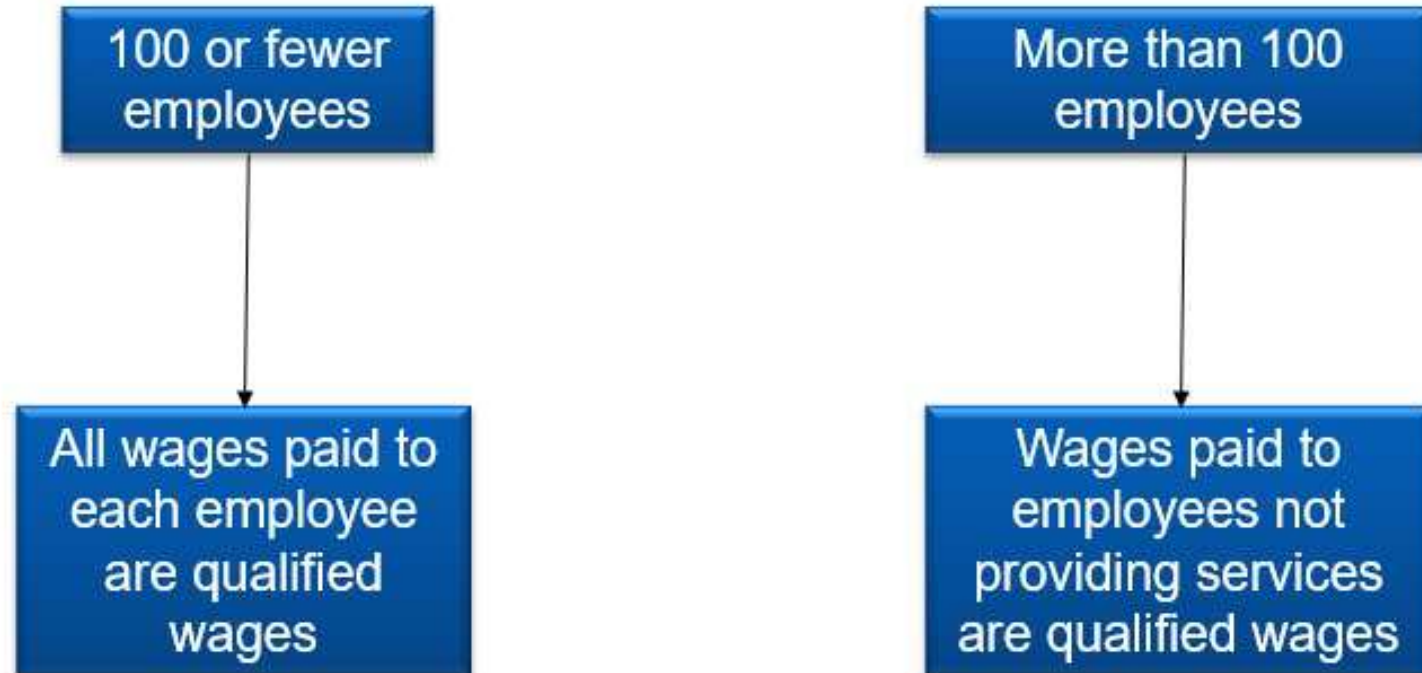 100 or fewer
employees
More than 100
employees
All wages paid to
each employee
are qualified
wages
Wages paid to
employees not
providing services
are qualified wages